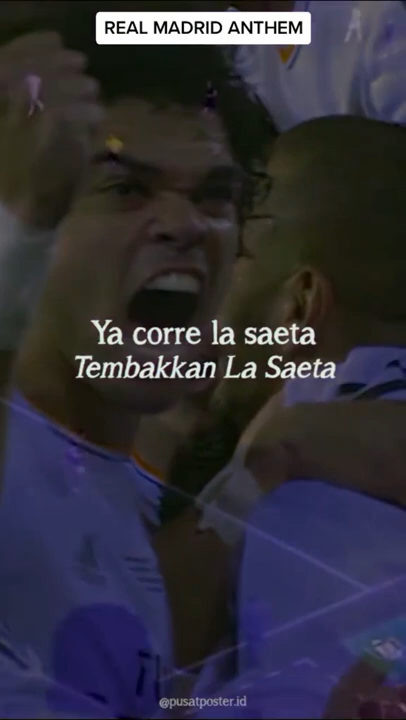 REAL MADRID ANTHEM
Ya corre la saeta
Tembakkan La Saeta
@pusatposter.id